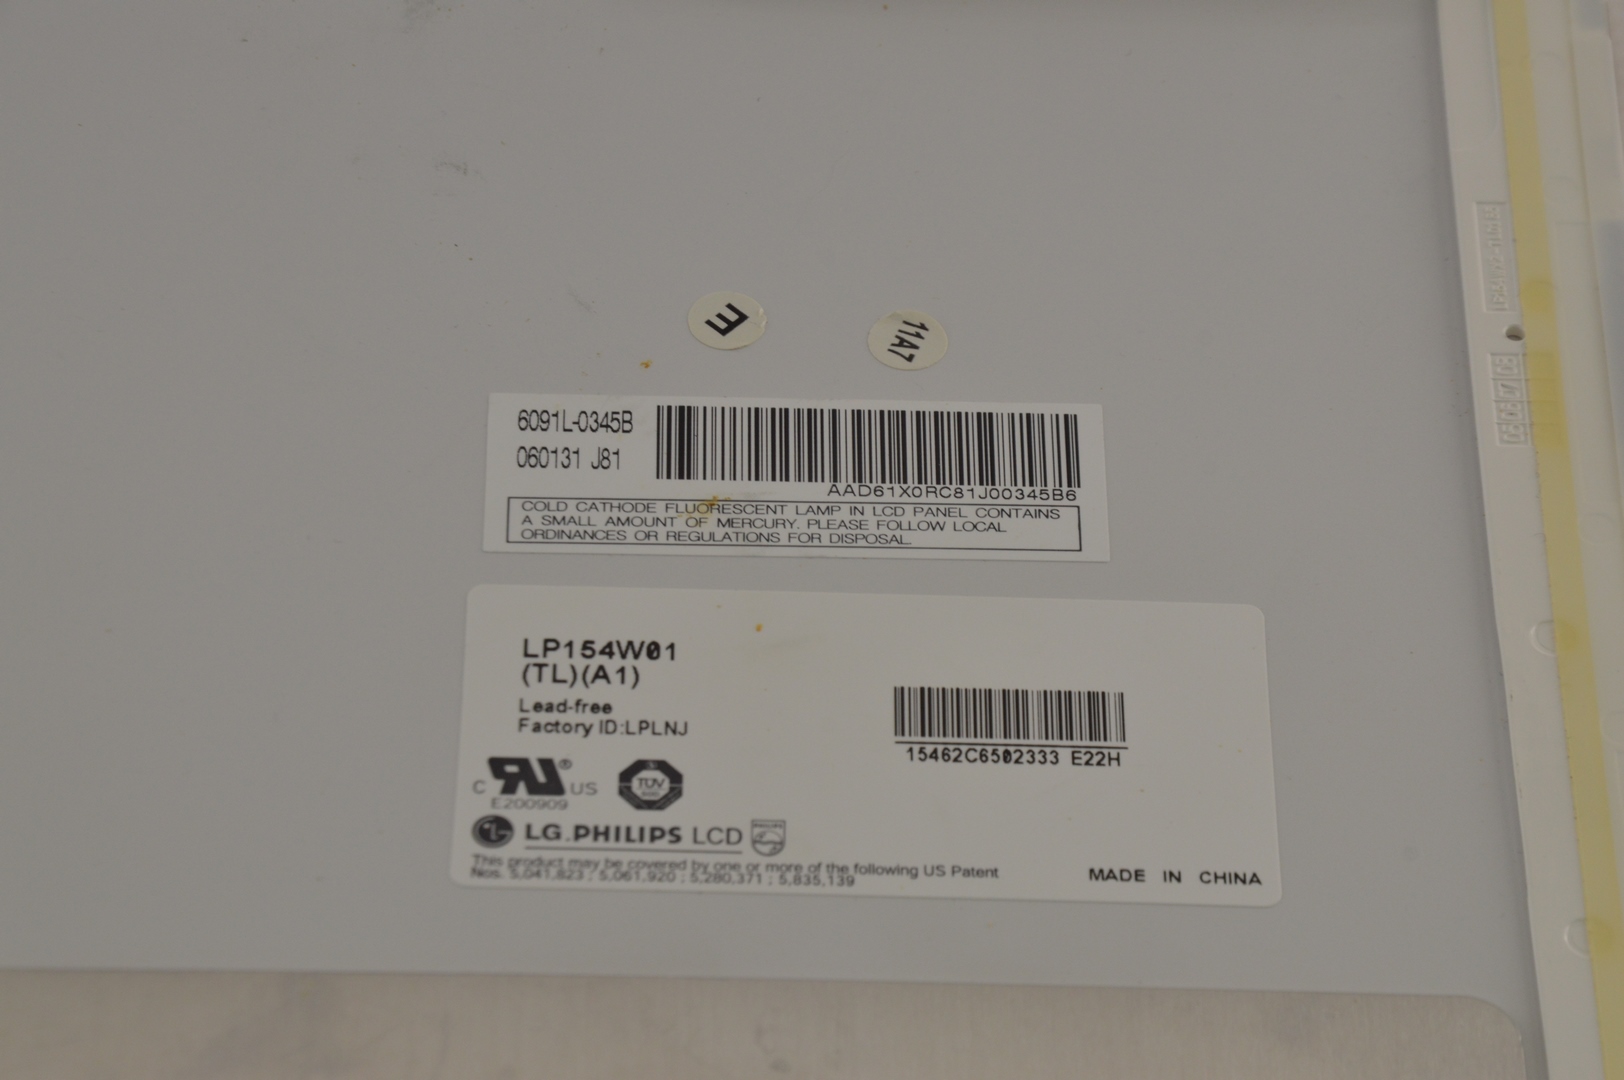 E
11A7
6091L-0345B
060131 J81
AAD61X0RC81J00345B6
COLD CATHODE FLUORESCENT LAMP IN LCD PANEL CONTAINS
A SMALL AMOUNT OF MERCURY. PLEASE FOLLOW LOCAL
ORDINANCES OR REGULATIONS FOR DISPOSAL.
LP154W01
(TL)(A1)
Lead-free
Factory ID:LPLNJ
15462C6502333 E22H
C RU ® US
E200909
TÜV
LG.PHILIPS LCD
PHILIPS
This product may be covered by one or more of the following US Patent
Nos. 5,041,823 ; 5,061,920 ; 5,280,371 ; 5,835,139
MADE IN CHINA